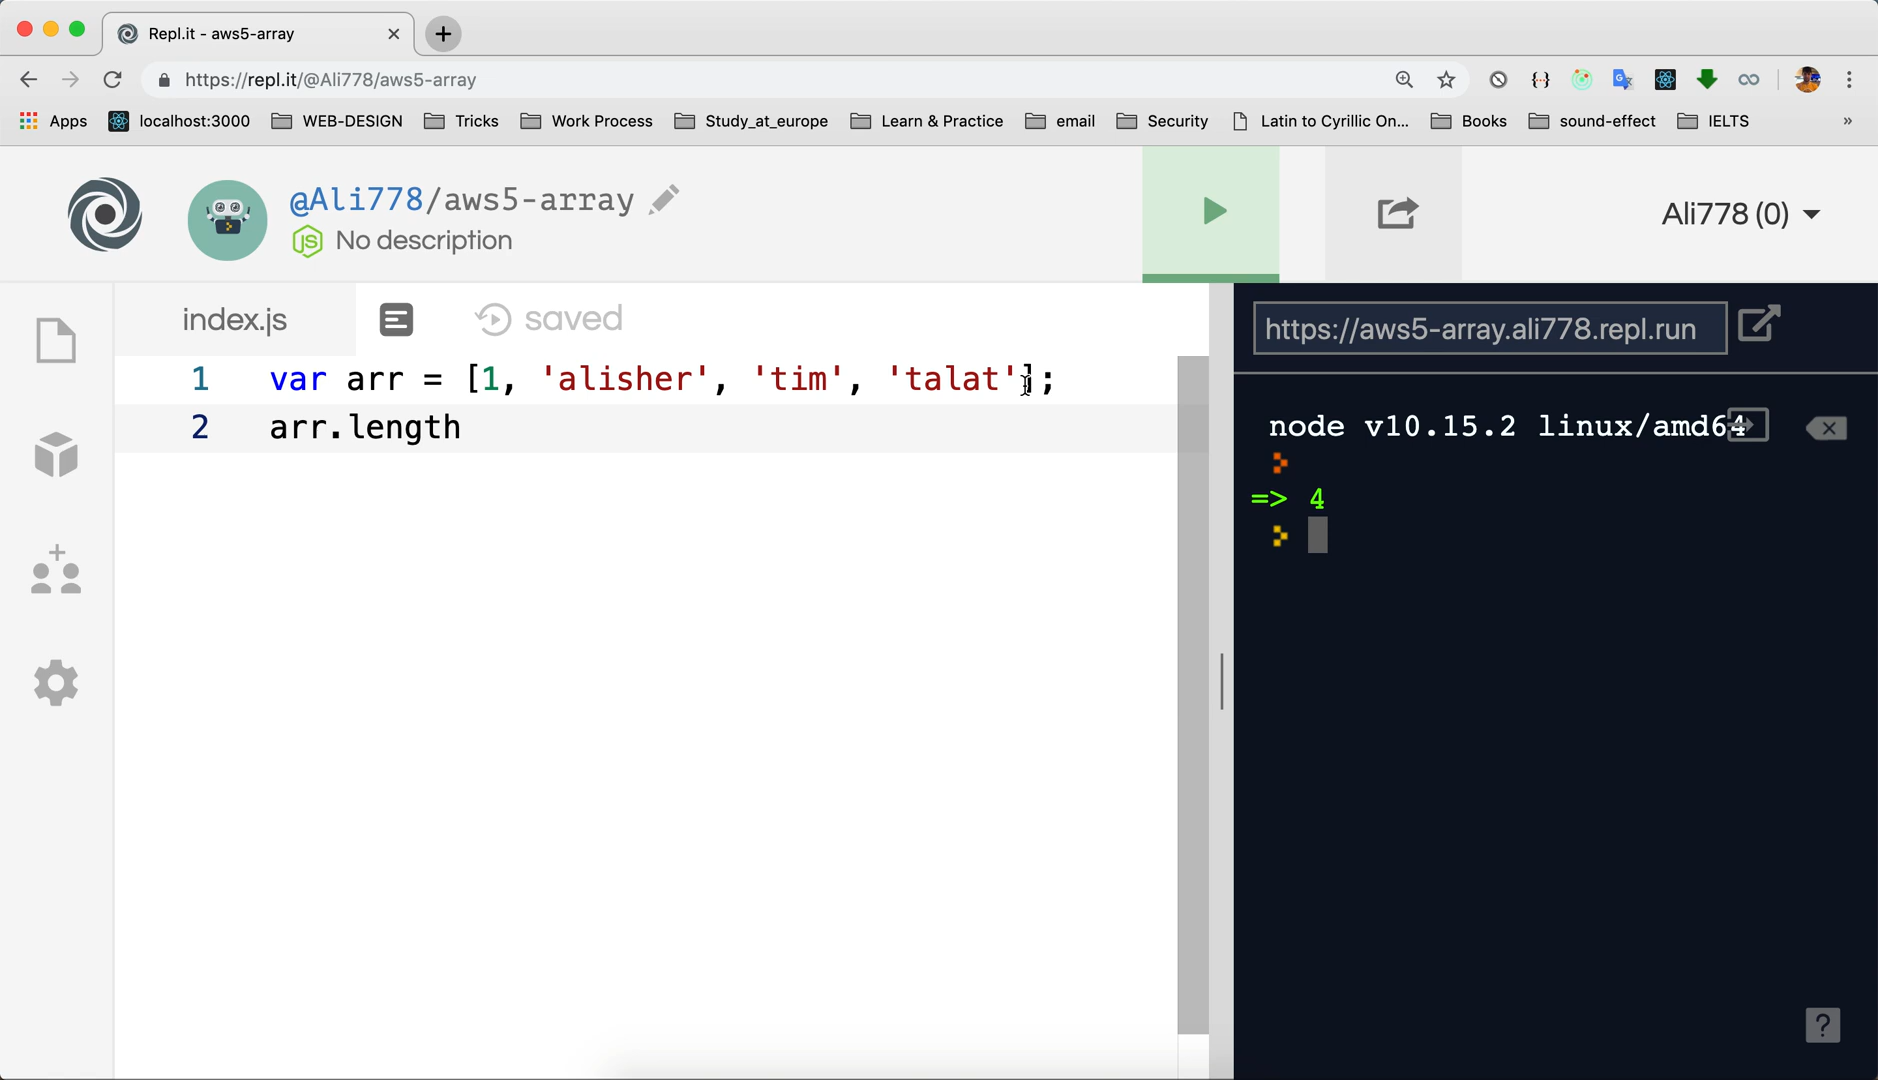 Repl.it - aws5-array
https://repl.it/@Ali778/aws5-array
Apps localhost:3000 WEB-DESIGN Tricks Work Process Study_at_europe Learn & Practice email Security Latin to Cyrillic On... Books sound-effect IELTS »
@Ali778/aws5-array
JS No description
Ali778 (0)
index.js saved
https://aws5-array.ali778.repl.run
1 var arr = [1, 'alisher', 'tim', 'talat'];
2 arr.length
node v10.15.2 linux/amd64
=> 4
?